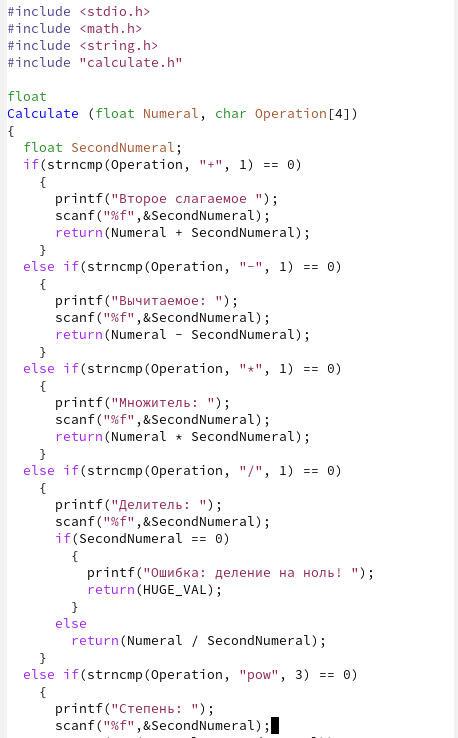 #include <stdio.h>
#include <math.h>
#include <string.h>
#include "calculate.h"

float
Calculate (float Numeral, char Operation[4])
{
  float SecondNumeral;
  if(strncmp(Operation, "+", 1) == 0)
    {
      printf("Второе слагаемое ");
      scanf("%f",&SecondNumeral);
      return(Numeral + SecondNumeral);
    }
  else if(strncmp(Operation, "-", 1) == 0)
    {
      printf("Вычитаемое: ");
      scanf("%f",&SecondNumeral);
      return(Numeral - SecondNumeral);
    }
  else if(strncmp(Operation, "*", 1) == 0)
    {
      printf("Множитель: ");
      scanf("%f",&SecondNumeral);
      return(Numeral * SecondNumeral);
    }
  else if(strncmp(Operation, "/", 1) == 0)
    {
      printf("Делитель: ");
      scanf("%f",&SecondNumeral);
      if(SecondNumeral == 0)
        {
          printf("Ошибка: деление на ноль! ");
          return(HUGE_VAL);
        }
      else
        return(Numeral / SecondNumeral);
    }
  else if(strncmp(Operation, "pow", 3) == 0)
    {
      printf("Степень: ");
      scanf("%f",&SecondNumeral);